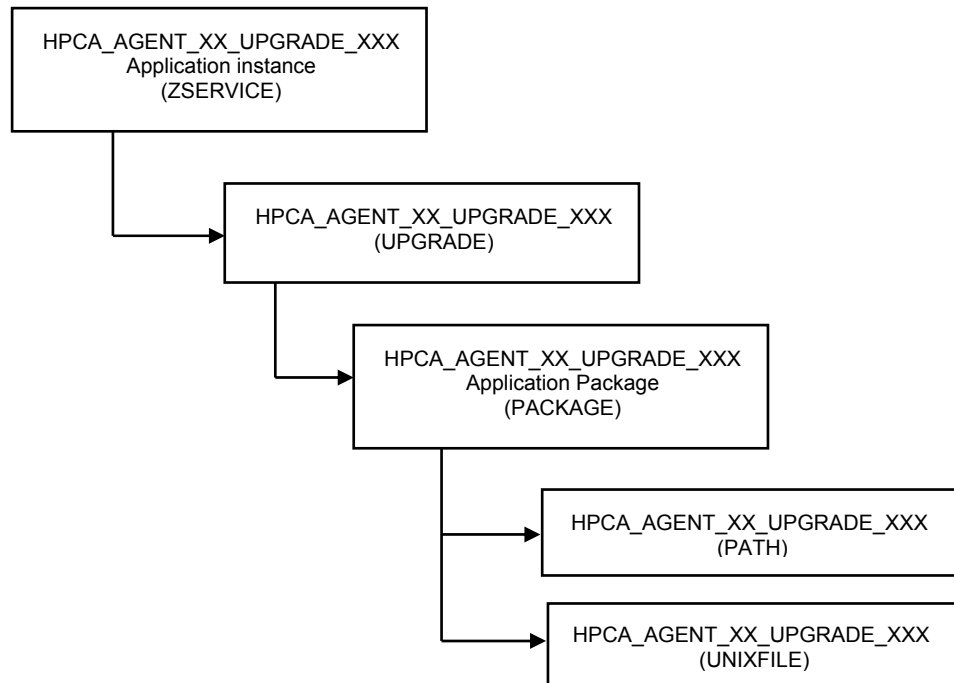 HPCA_AGENT_XX_UPGRADE_XXX
Application instance
(ZSERVICE)
HPCA_AGENT_XX_UPGRADE_XXX
(UPGRADE)
HPCA_AGENT_XX_UPGRADE_XXX
Application Package
(PACKAGE)
HPCA_AGENT_XX_UPGRADE_XXX
(PATH)
HPCA_AGENT_XX_UPGRADE_XXX
(UNIXFILE)